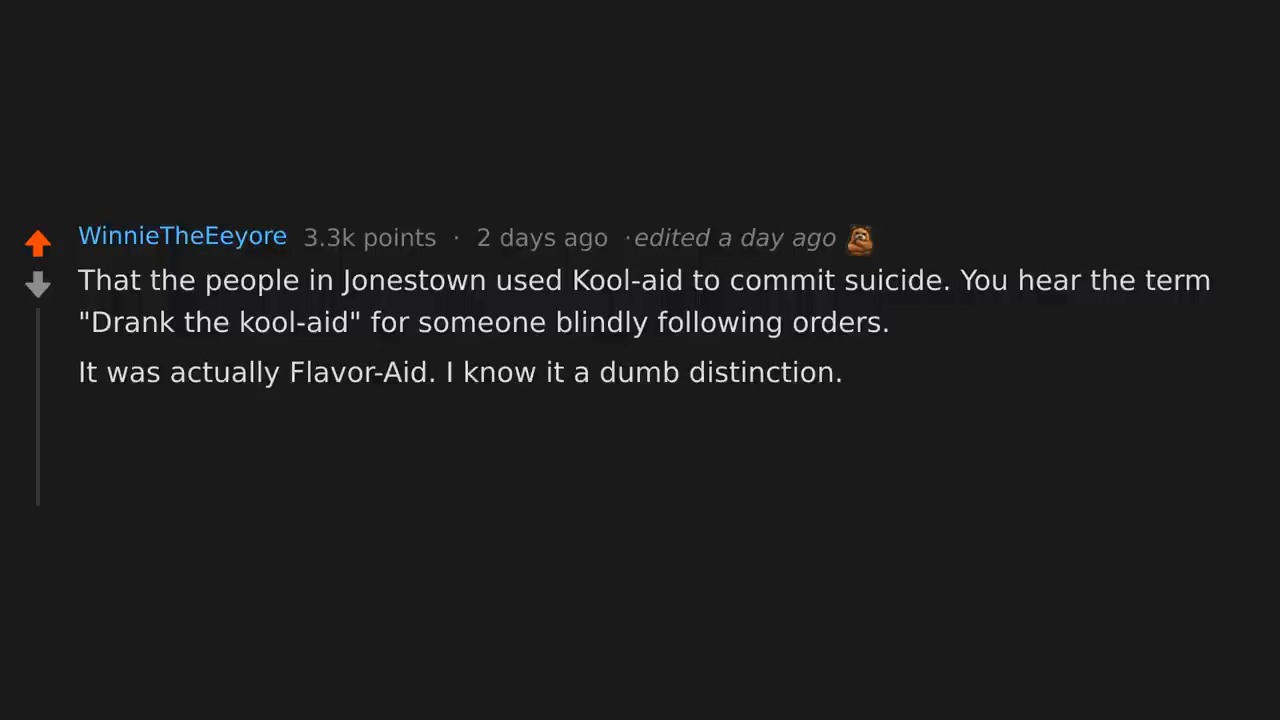 WinnieTheEeyore 3.3k points · 2 days ago ·edited a day ago
That the people in Jonestown used Kool-aid to commit suicide. You hear the term
"Drank the kool-aid" for someone blindly following orders.
It was actually Flavor-Aid. I know it a dumb distinction.